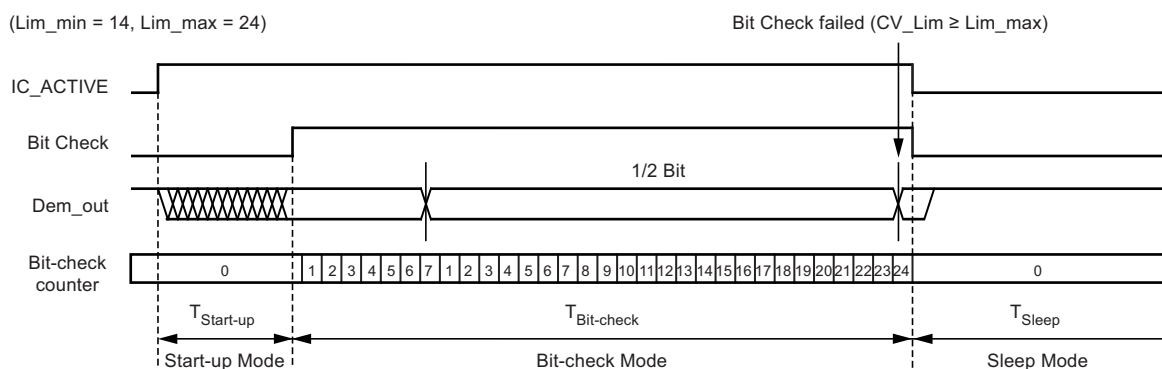 (Lim_min = 14, Lim_max = 24)
Bit Check failed (CV_Lim ≥ Lim_max)
IC_ACTIVE
Bit Check
1/2 Bit
Dem_out
Bit-check counter
0 1 2 3 4 5 6 7 1 2 3 4 5 6 7 8 9 10 11 12 13 14 15 16 17 18 19 20 21 22 23 24 0
T Start-up T Bit-check T Sleep
Start-up Mode Bit-check Mode Sleep Mode